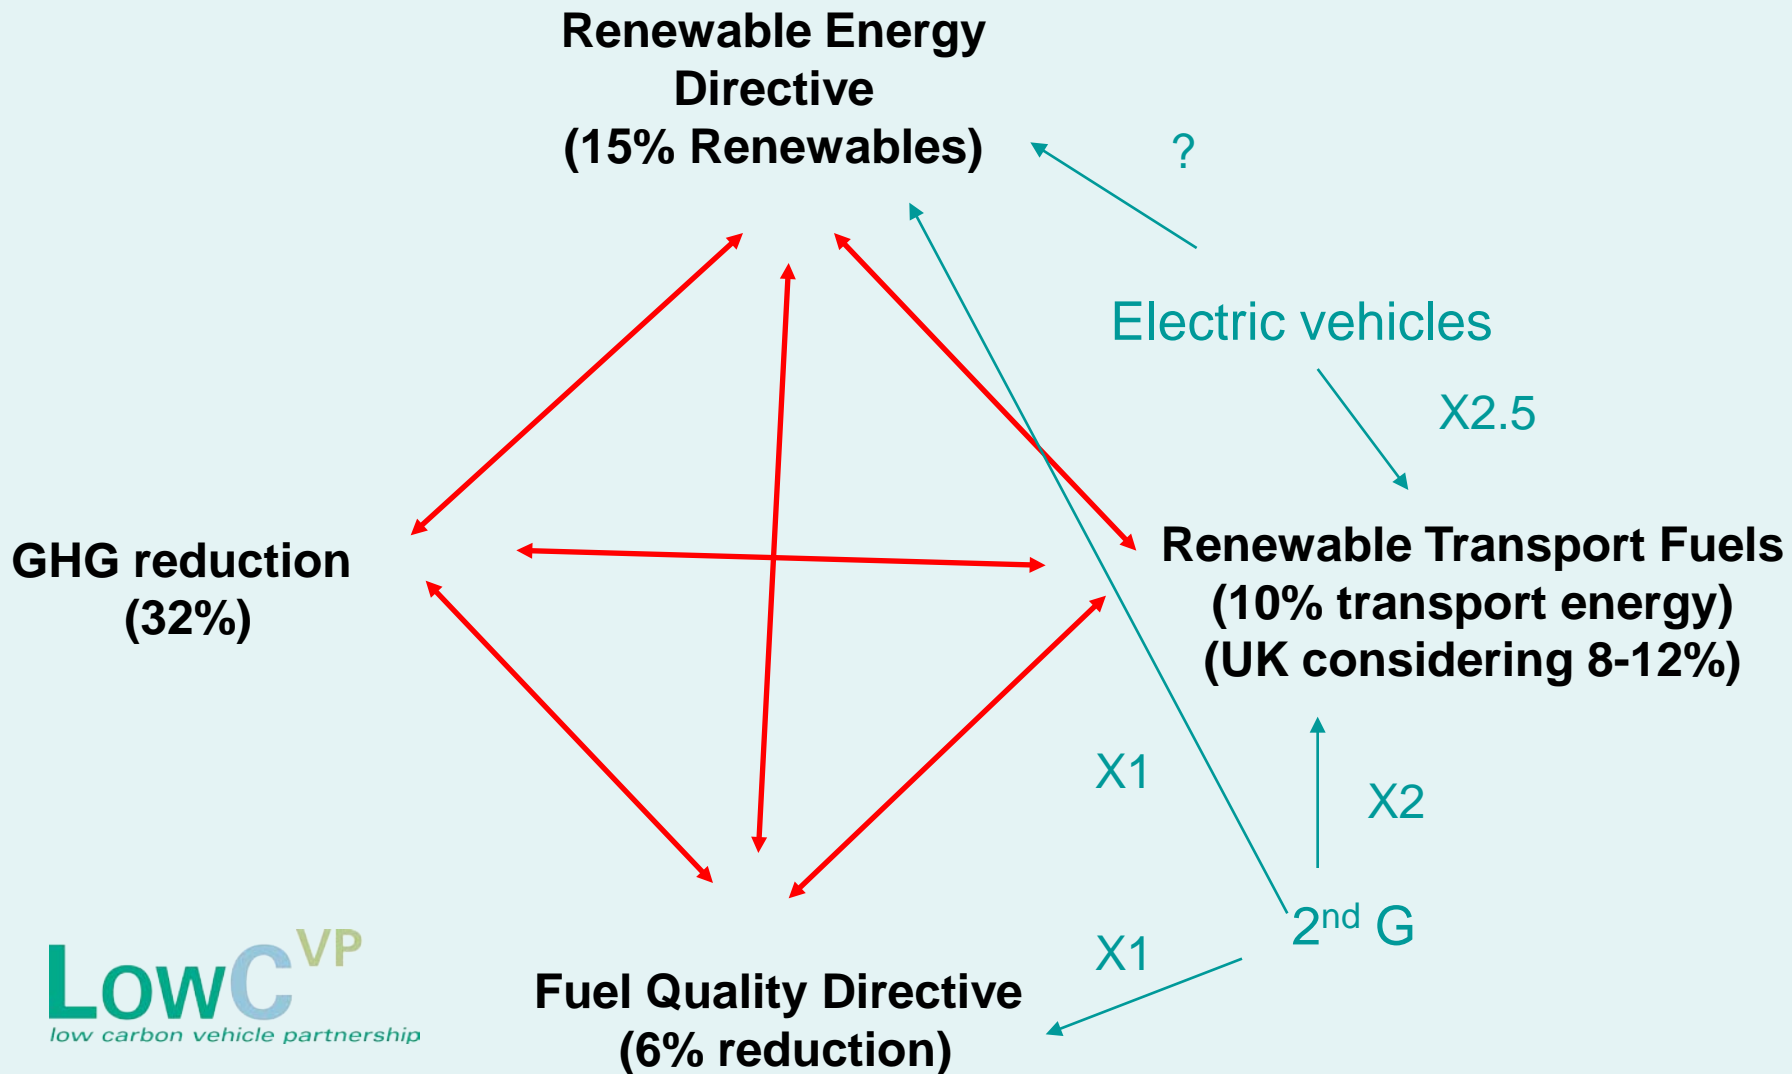 Renewable Energy
Directive
(15% Renewables)
?
Electric vehicles
X2.5
GHG reduction
(32%)
Renewable Transport Fuels
(10% transport energy)
(UK considering 8-12%)
X1
X2
2nd G
X1
Fuel Quality Directive
(6% reduction)
LowCVP
low carbon vehicle partnership